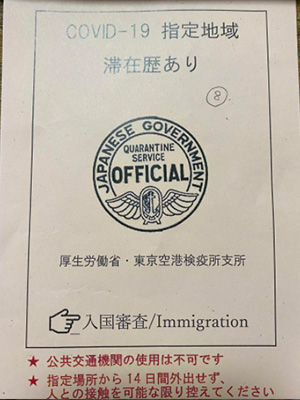 COVID-19 指定地域
滞在歴あり
8
JAPANESE GOVERNMENT
QUARANTINE
SERVICE
OFFICIAL
厚生労働省・東京空港検疫所支所
入国審査/Immigration
★ 公共交通機関の使用は不可です
★ 指定場所から14日間外出せず、
人との接触を可能な限り控えてください